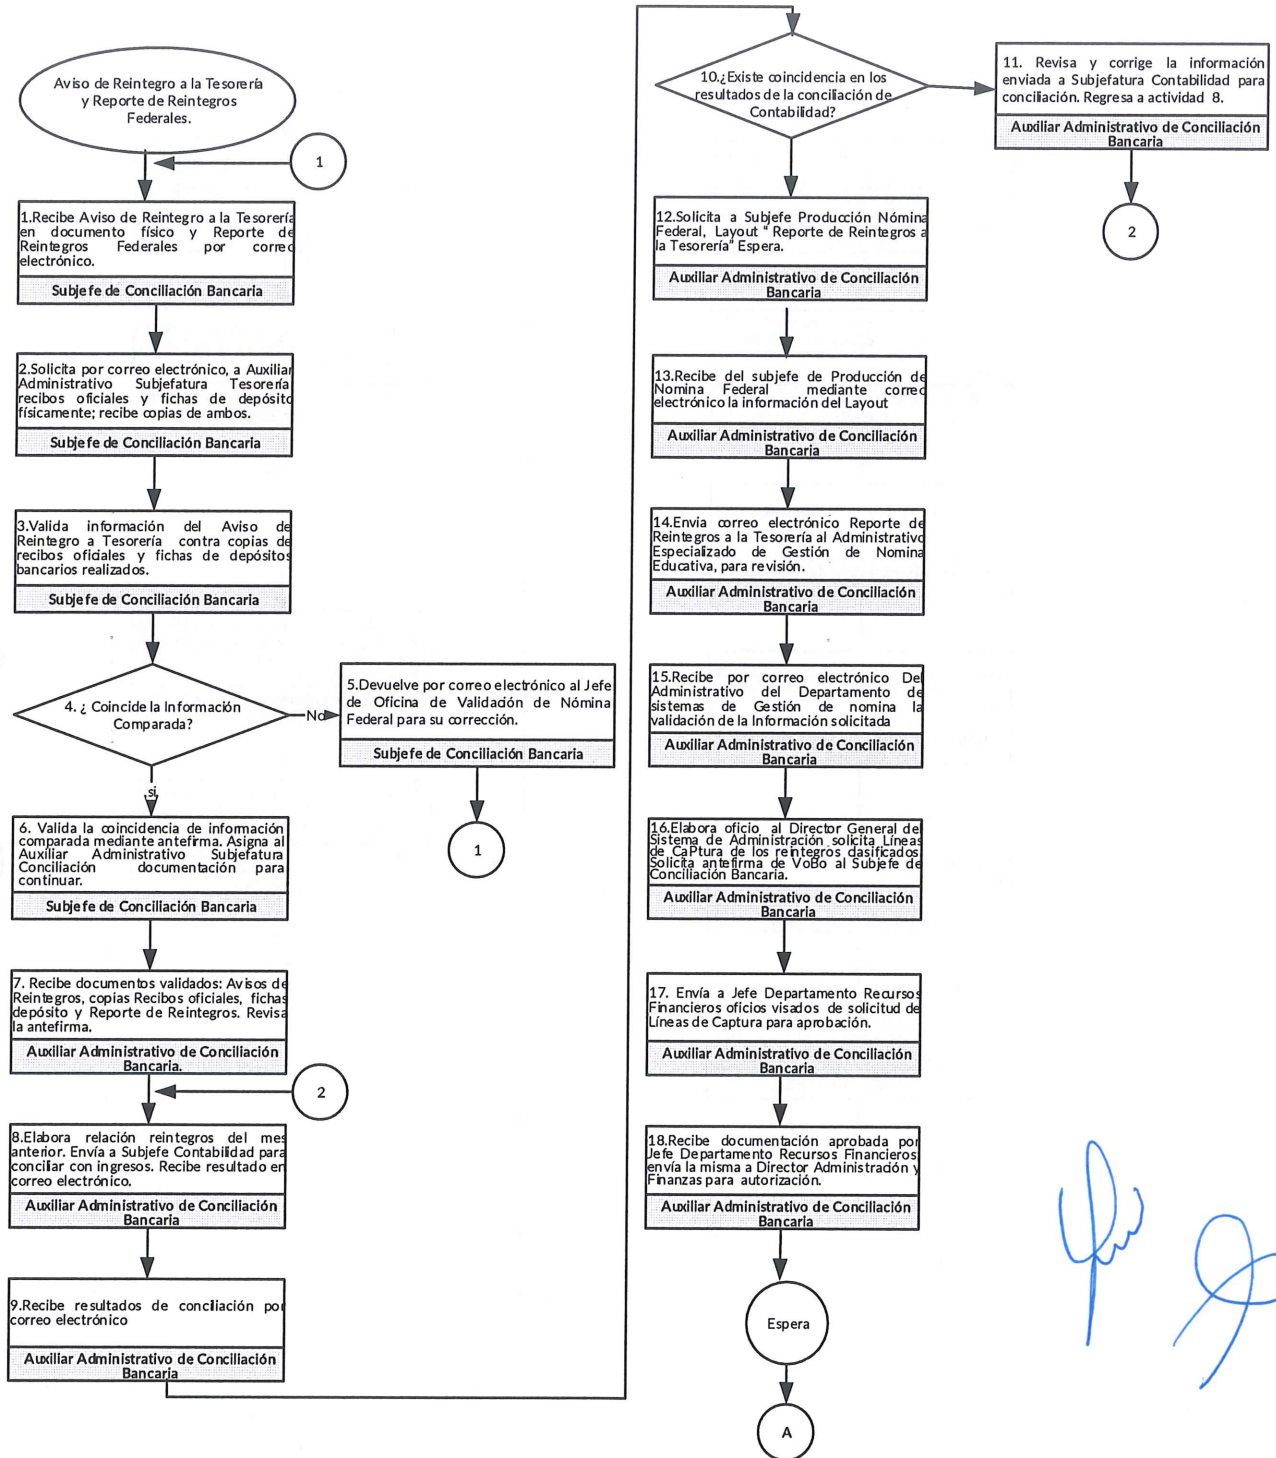 Aviso de Reintegro a la Tesorería
y Reporte de Reintegros
Federales.
1
1.Recibe Aviso de Reintegro a la Tesorería
en documento físico y Reporte de
Reintegros Federales por correo
electrónico.
Subjefe de Conciliación Bancaria
2.Solicita por correo electrónico, a Auxiliar
Administrativo Subjefatura Tesorería
recibos oficiales y fichas de depósito
físicamente; recibe copias de ambos.
Subjefe de Conciliación Bancaria
3.Valida información del Aviso de
Reintegro a Tesorería contra copias de
recibos oficiales y fichas de depósitos
bancarios realizados.
Subjefe de Conciliación Bancaria
4. ¿ Coincide la Información
Comparada?
No
5.Devuelve por correo electrónico al Jefe
de Oficina de Validación de Nómina
Federal para su corrección.
Subjefe de Conciliación Bancaria
1
si
6. Valida la coincidencia de información
comparada mediante antefirma. Asigna al
Auxiliar Administrativo Subjefatura
Conciliación documentación para
continuar.
Subjefe de Conciliación Bancaria
7. Recibe documentos validados: Avisos de
Reintegros, copias Recibos oficiales, fichas
depósito y Reporte de Reintegros. Revisa
la antefirma.
Auxiliar Administrativo de Conciliación
Bancaria.
2
8.Elabora relación reintegros del mes
anterior. Envía a Subjefe Contabilidad para
conciliar con ingresos. Recibe resultado en
correo electrónico.
Auxiliar Administrativo de Conciliación
Bancaria
9.Recibe resultados de conciliación por
correo electrónico
Auxiliar Administrativo de Conciliación
Bancaria
10.¿Existe coincidencia en los
resultados de la conciliación de
Contabilidad?
11. Revisa y corrige la información
enviada a Subjefatura Contabilidad para
conciliación. Regresa a actividad 8.
Auxiliar Administrativo de Conciliación
Bancaria
2
12.Solicita a Subjefe Producción Nómina
Federal, Layout " Reporte de Reintegros a
la Tesorería" Espera.
Auxiliar Administrativo de Conciliación
Bancaria
13.Recibe del subjefe de Producción de
Nomina Federal mediante correo
electrónico la información del Layout
Auxiliar Administrativo de Conciliación
Bancaria
14.Envia correo electrónico Reporte de
Reintegros a la Tesorería al Administrativo
Especializado de Gestión de Nomina
Educativa, para revisión.
Auxiliar Administrativo de Conciliación
Bancaria
15.Recibe por correo electrónico Del
Administrativo del Departamento de
sistemas de Gestión de nomina la
validación de la Información solicitada
Auxiliar Administrativo de Conciliación
Bancaria
16.Elabora oficio al Director General del
Sistema de Administración solicita Líneas
de CaPtura de los reintegros clasificados.
Solicita antefirma de VoBo al Subjefe de
Conciliación Bancaria.
Auxiliar Administrativo de Conciliación
Bancaria
17. Envía a Jefe Departamento Recursos
Financieros oficios visados de solicitud de
Líneas de Captura para aprobación.
Auxiliar Administrativo de Conciliación
Bancaria
18.Recibe documentación aprobada por
Jefe Departamento Recursos Financieros
envía la misma a Director Administración y
Finanzas para autorización.
Auxiliar Administrativo de Conciliación
Bancaria
Espera
A